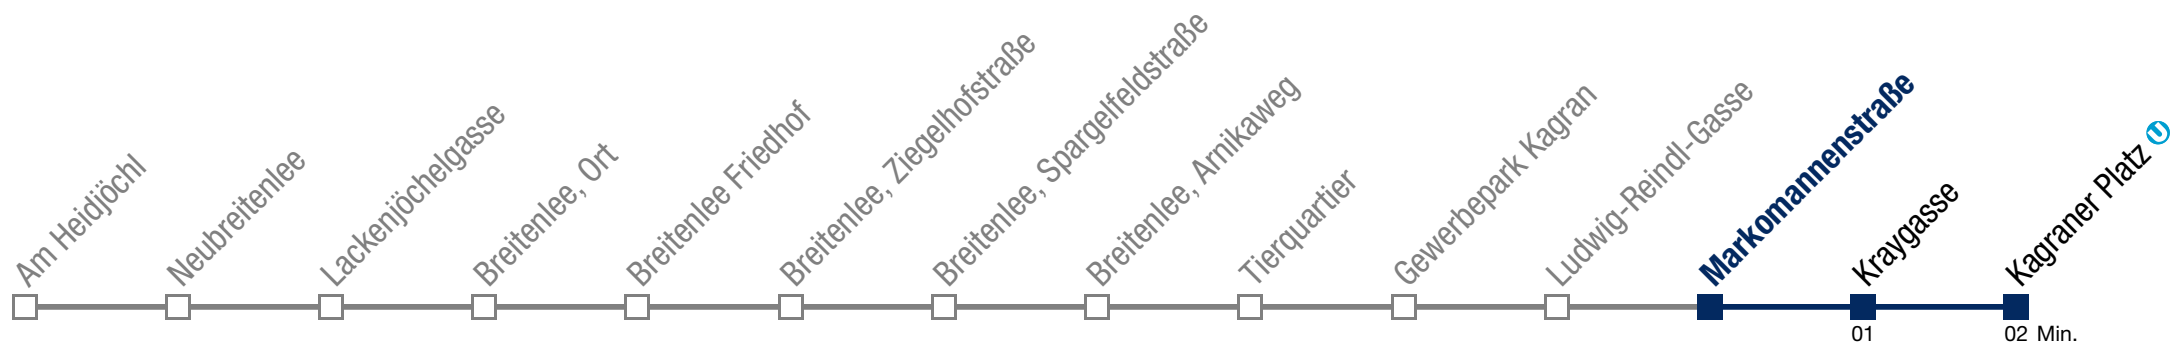 Am Heidjöchl
Neubreitenlee
Lackenjöchelgasse
Breitenlee, Ort
Breitenlee Friedhof
Breitenlee, Ziegelhofstraße
Breitenlee, Spargelfeldstraße
Breitenlee, Arnikaweg
Tierquartier
Gewerbepark Kagran
Ludwig-Reindl-Gasse
Markomannenstraße
Kraygasse
Kagraner Platz U
01
02 Min.